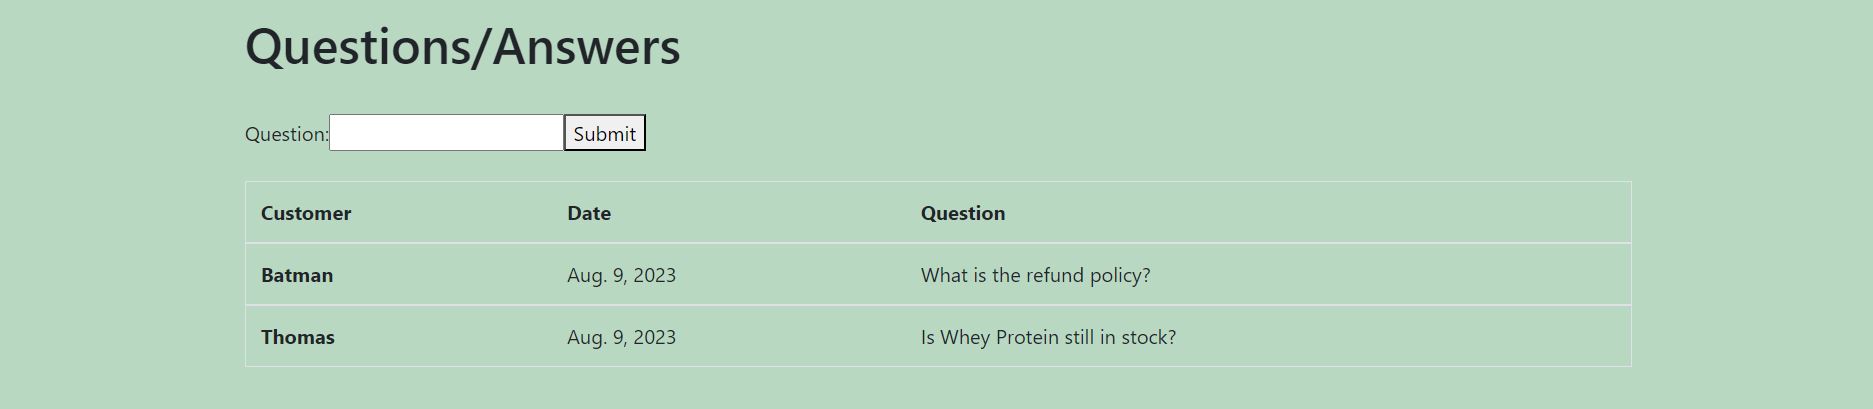 Questions/Answers
Question: Submit
Customer Date Question
Batman Aug. 9, 2023 What is the refund policy?
Thomas Aug. 9, 2023 Is Whey Protein still in stock?